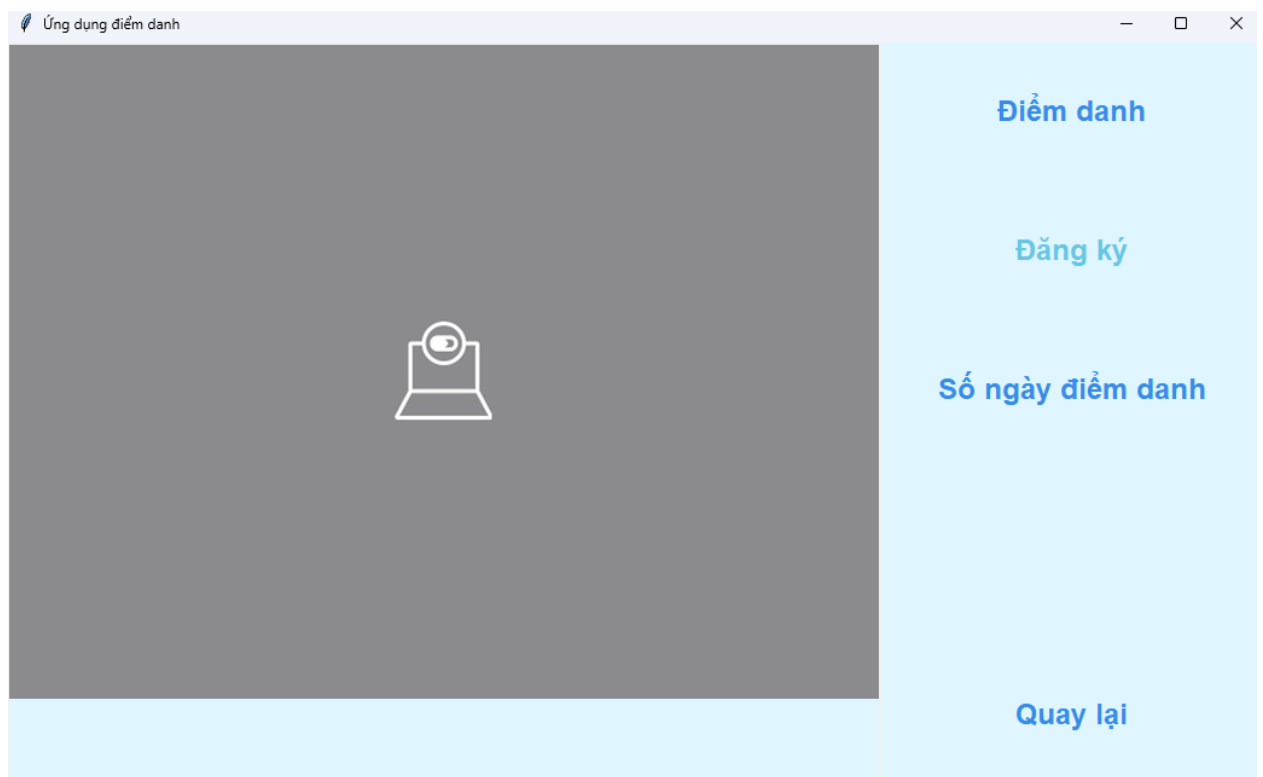 Ứng dụng điểm danh
Điểm danh
Đăng ký
Số ngày điểm danh
Quay lại